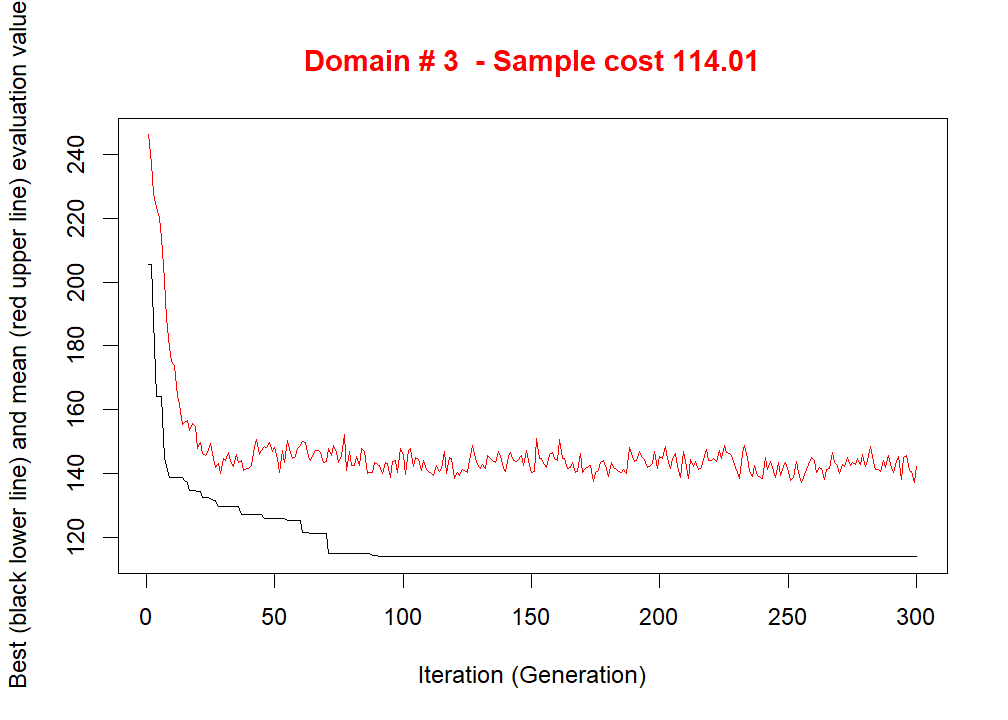 Domain # 3  - Sample cost 114.01
Best (black lower line) and mean (red upper line) evaluation value
240
220
200
180
160
140
120
0 50 100 150 200 250 300
Iteration (Generation)